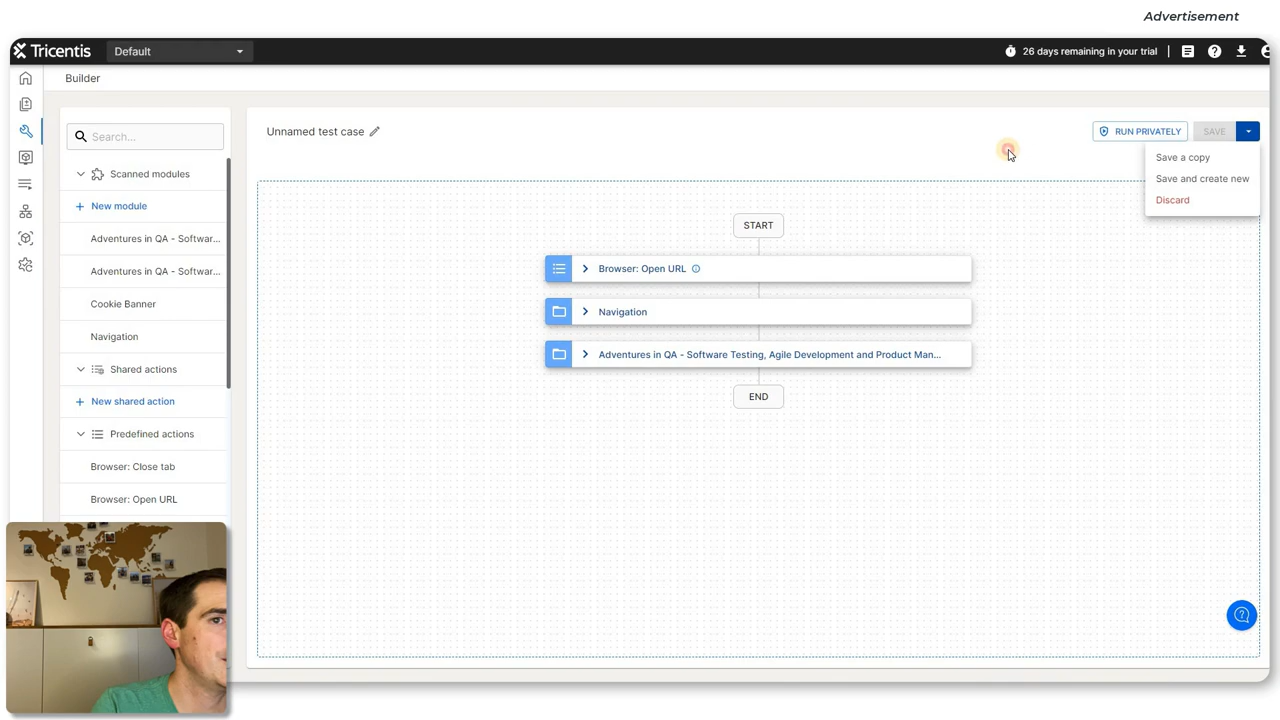 Advertisement
Tricentis
Default
26 days remaining in your trial
Builder
Search...
Scanned modules
New module
Adventures in QA - Softwar...
Adventures in QA - Softwar...
Cookie Banner
Navigation
Shared actions
New shared action
Predefined actions
Browser: Close tab
Browser: Open URL
Unnamed test case
RUN PRIVATELY
SAVE
Save a copy
Save and create new
Discard
START
Browser: Open URL
Navigation
Adventures in QA - Software Testing, Agile Development and Product Man...
END